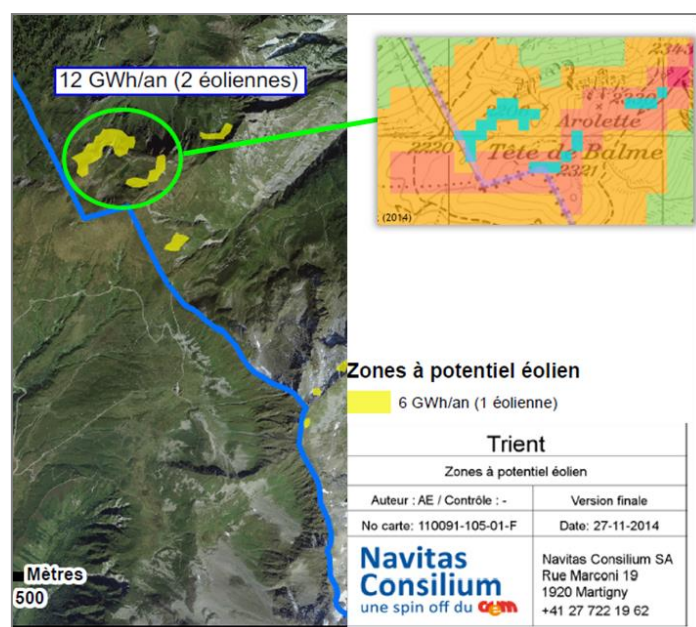 12 GWh/an (2 éoliennes)
2343
2220
Arolette
2220
Tête de Balme
2321
: (2014)
Zones à potentiel éolien
6 GWh/an (1 éolienne)
Trient
Zones à potentiel éolien
Auteur : AE / Contrôle : -
Version finale
No carte: 110091-105-01-F
Date: 27-11-2014
Navitas
Consilium
une spin off du
Navitas Consilium SA
Rue Marconi 19
1920 Martigny
+41 27 722 19 62
Mètres
500